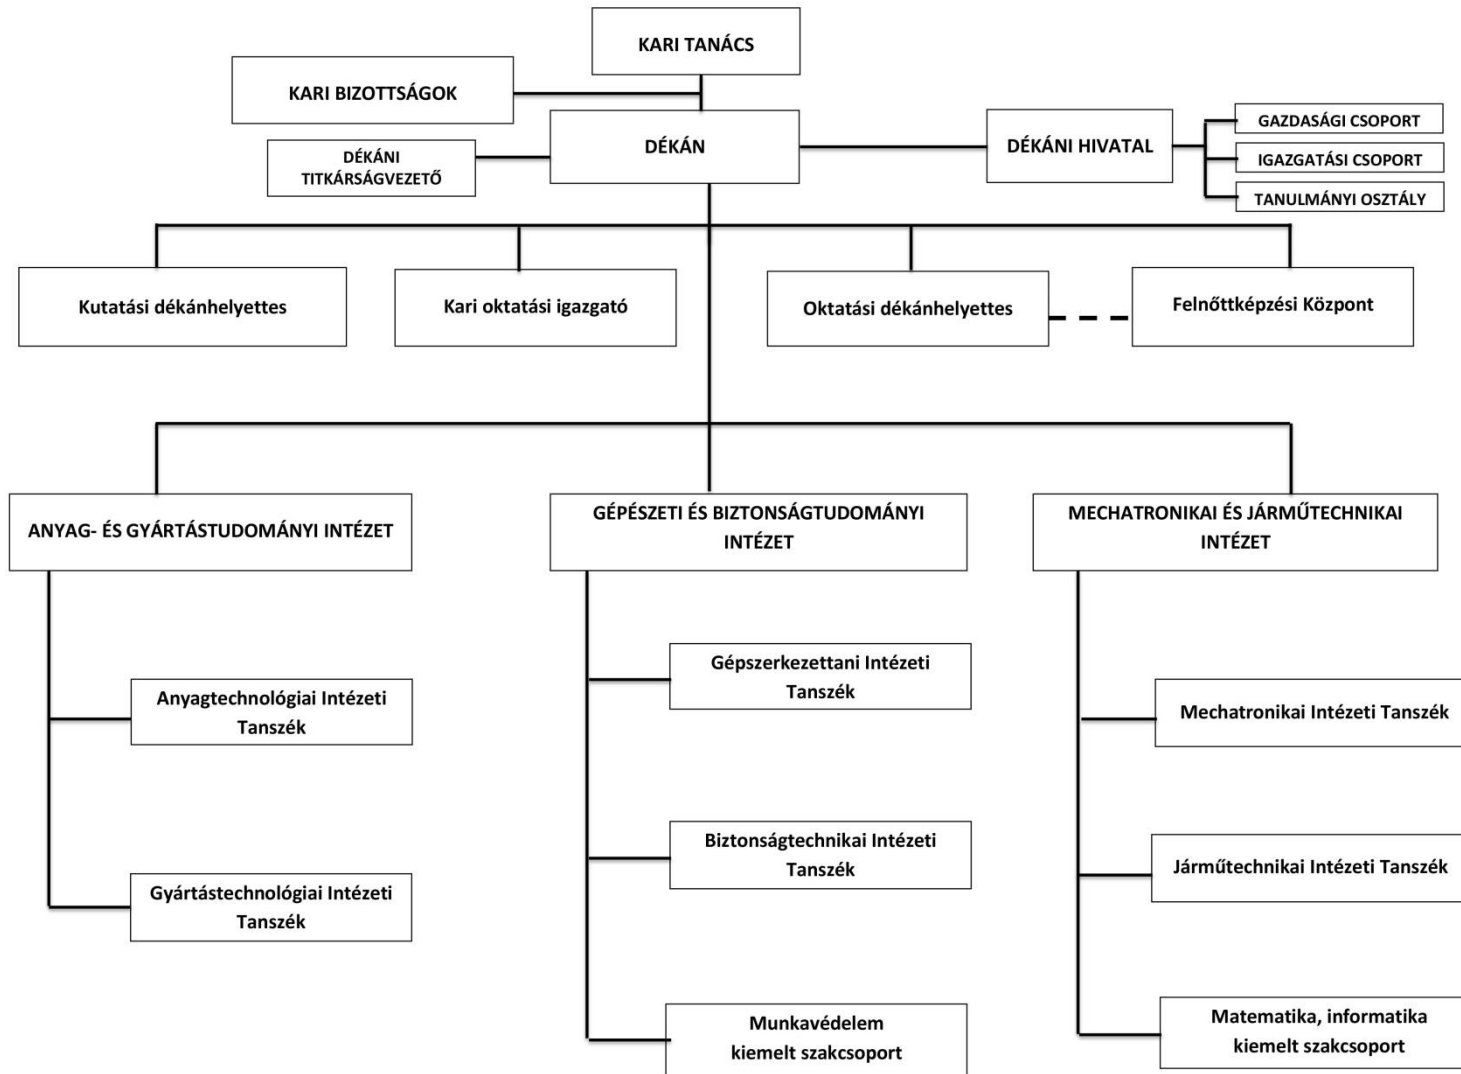 KARI TANÁCS
KARI BIZOTTSÁGOK
DÉKÁN
DÉKÁNI
TITKÁRSÁGVEZETŐ
DÉKÁNI HIVATAL
GAZDASÁGI CSOPORT
IGAZGATÁSI CSOPORT
TANULMÁNYI OSZTÁLY
Kutatási dékánhelyettes
Kari oktatási igazgató
Oktatási dékánhelyettes
Felnőttképzési Központ
ANYAG- ÉS GYÁRTÁSTUDOMÁNYI INTÉZET
GÉPÉSZETI ÉS BIZTONSÁGTUDOMÁNYI
INTÉZET
MECHATRONIKAI ÉS JÁRMŰTECHNIKAI
INTÉZET
Anyagtechnológiai Intézeti
Tanszék
Gyártástechnológiai Intézeti
Tanszék
Gépszerkezettani Intézeti
Tanszék
Biztonságtechnikai Intézeti
Tanszék
Munkavédelem
kiemelt szakcsoport
Mechatronikai Intézeti Tanszék
Járműtechnikai Intézeti Tanszék
Matematika, informatika
kiemelt szakcsoport